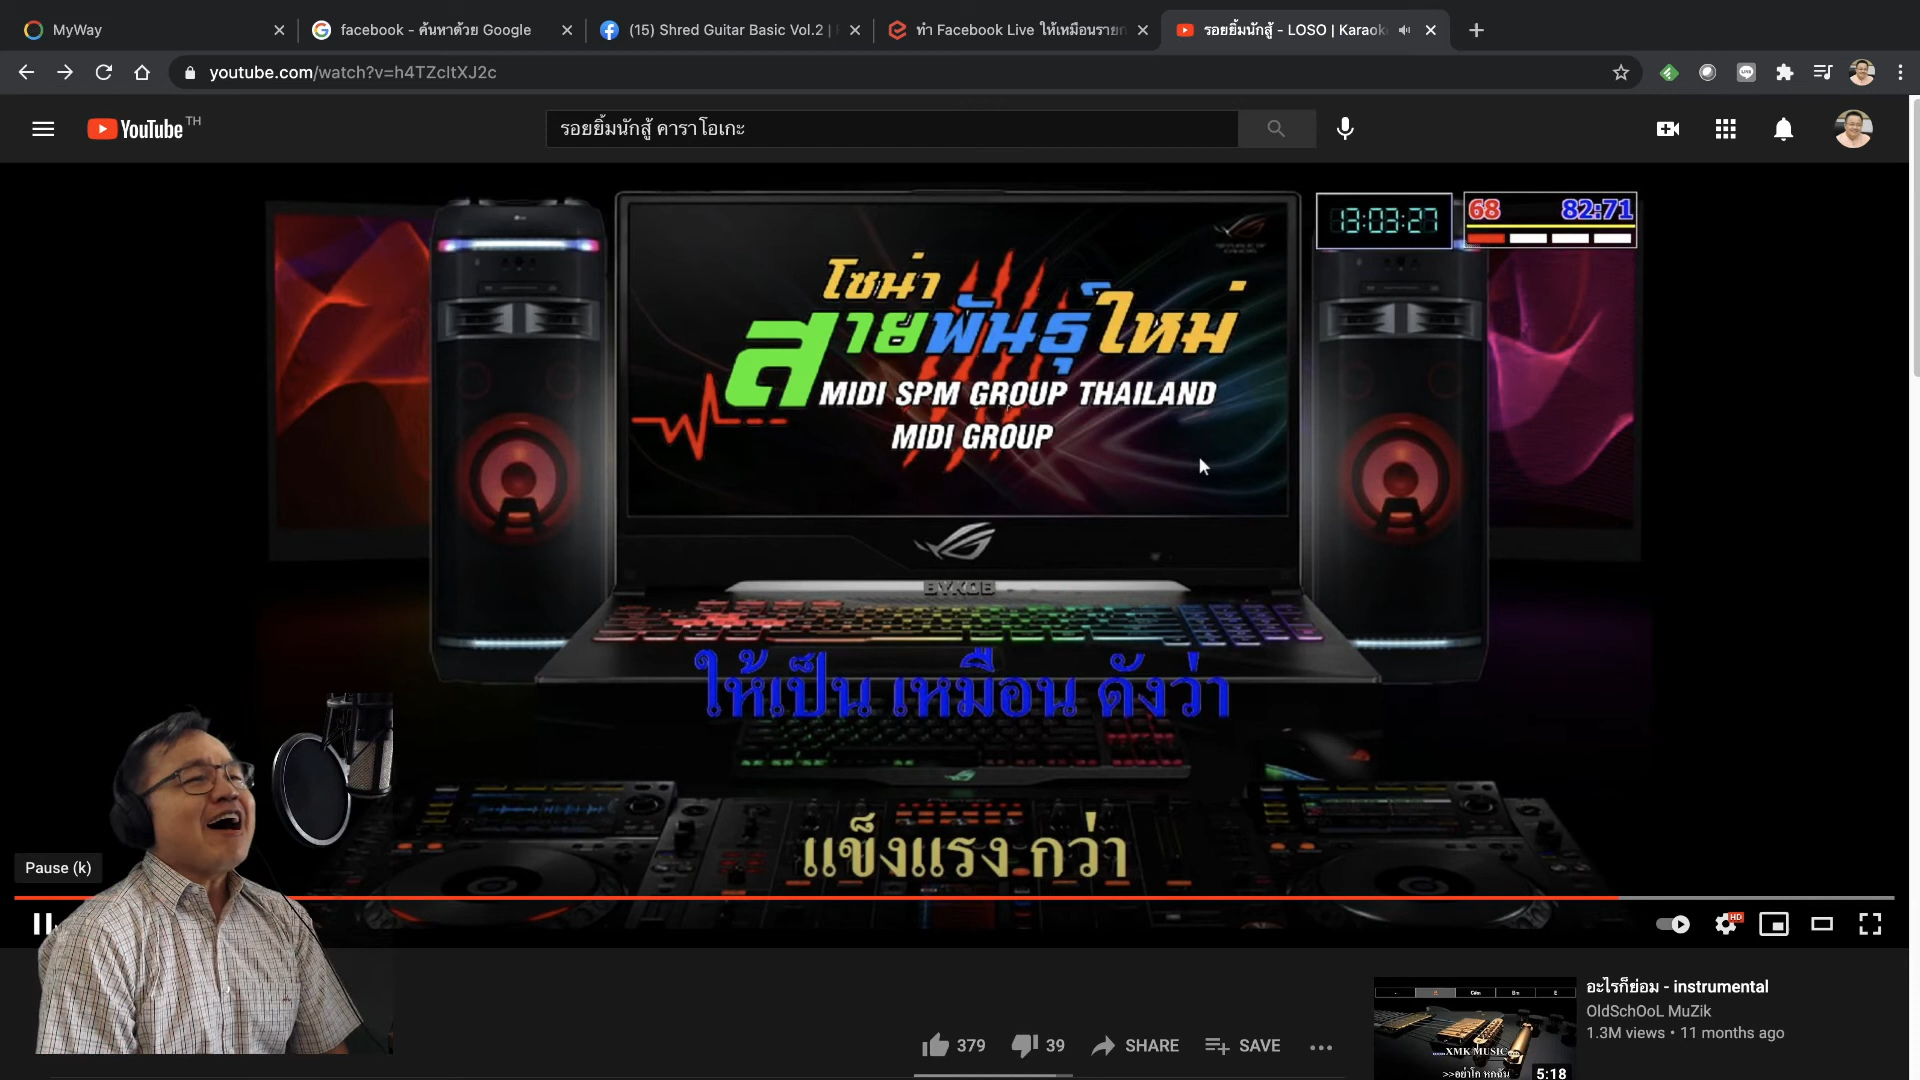 MyWay
facebook - ค้นหาด้วย Google
(15) Shred Guitar Basic Vol.2 |
ทำ Facebook Live ให้เหมือนรายก
รอยยิ้มนักสู้ - LOSO | Karaok
youtube.com/watch?v=h4TZcltXJ2c
YouTube TH
รอยยิ้มนักสู้ คาราโอเกะ
13:03:27
68 82:71
โซน่า
สายพันธุ์ใหม่
MIDI SPM GROUP THAILAND
MIDI GROUP
ให้เป็น เหมือน ดังว่า
แข็งแรง กว่า
Pause (k)
HD
379
39
SHARE
SAVE
อะไรก็ย่อม - instrumental
OldSchOoL MuZik
1.3M views • 11 months ago
XMK MUSIC
5:18